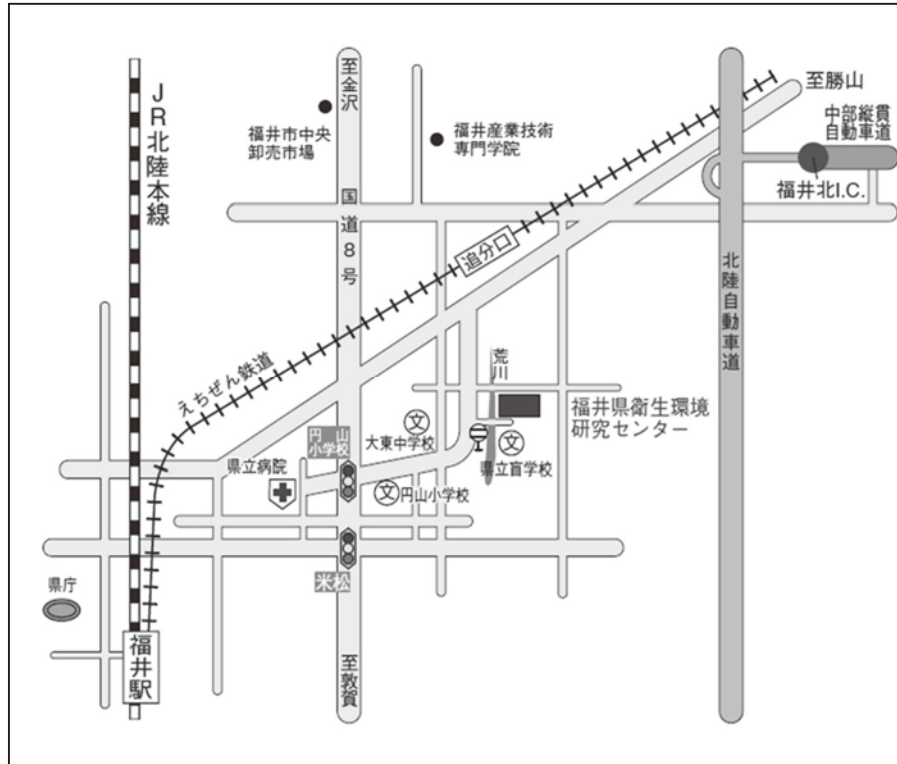 至勝山
至金沢
JR北陸本線
中部縦貫
自動車道
福井市中央
卸売市場
福井産業技術
専門学院
福井北I.C.
国道8号
追分口
北陸自動車道
えちぜん鉄道
荒川
福井県衛生環境
研究センター
円山
小学校
大東中学校
文
県立病院
文
県立盲学校
文
円山小学校
米松
県庁
福井駅
至敦賀